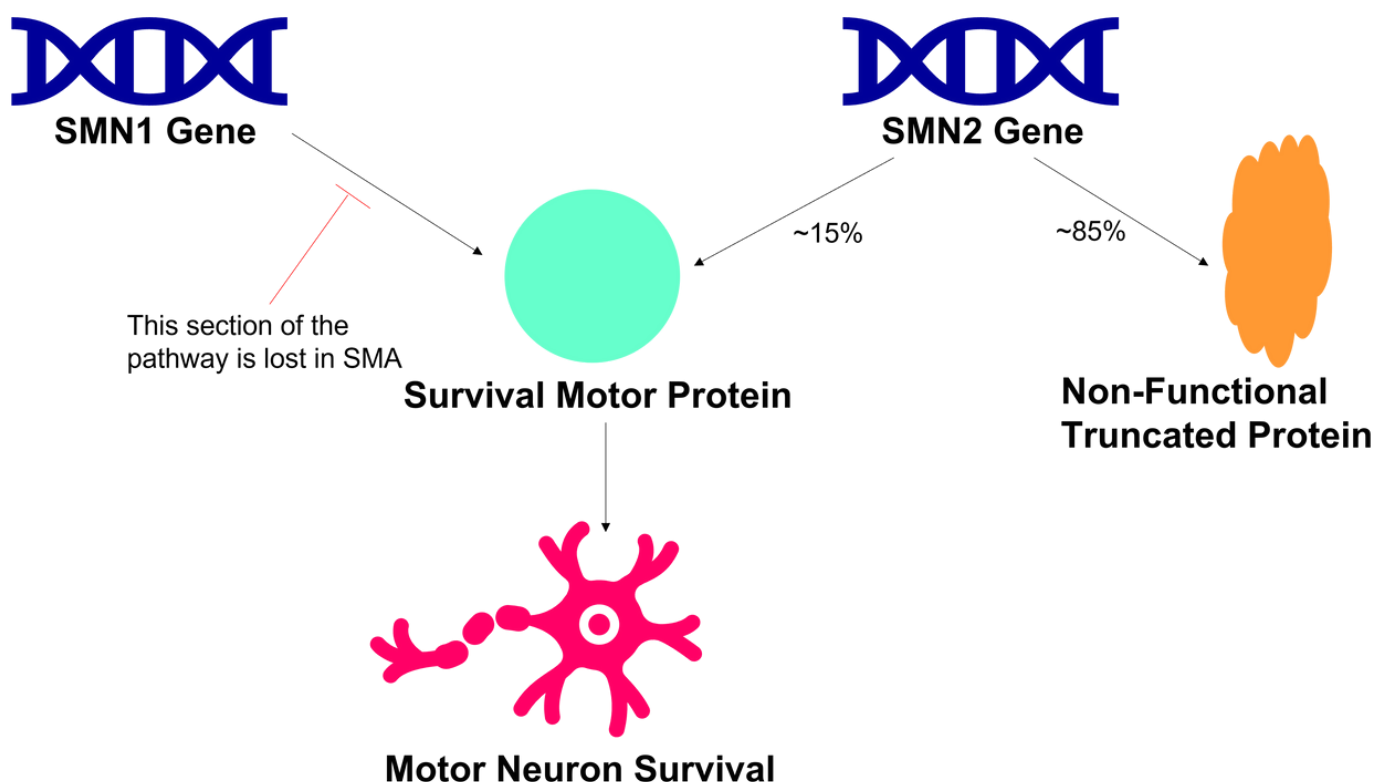 SMN1 Gene
SMN2 Gene
~15%
~85%
This section of the
pathway is lost in SMA
Survival Motor Protein
Non-Functional
Truncated Protein
Motor Neuron Survival